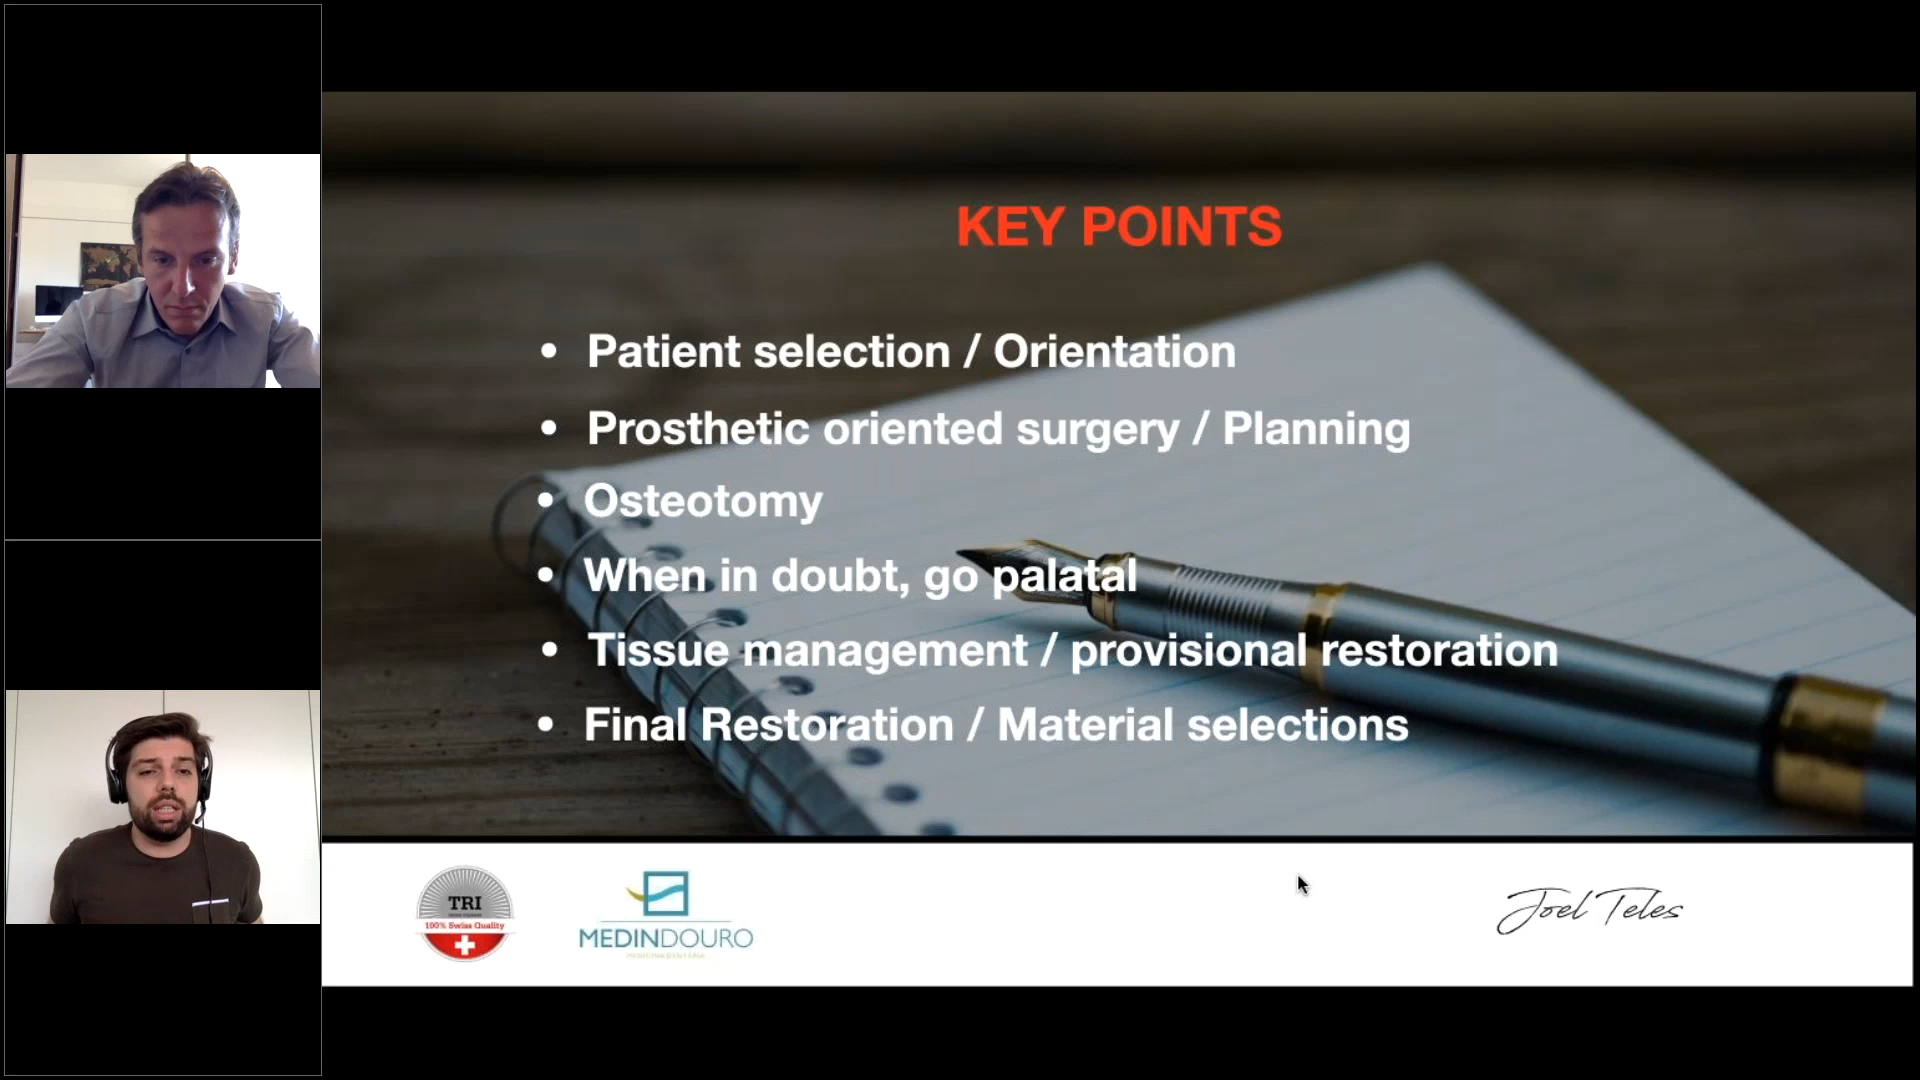 KEY POINTS
• Patient selection / Orientation
• Prosthetic oriented surgery / Planning
• Osteotomy
• When in doubt, go palatal
• Tissue management / provisional restoration
• Final Restoration / Material selections
TRI
100% Swiss Quality
MEDINDOURO
Joel Teles